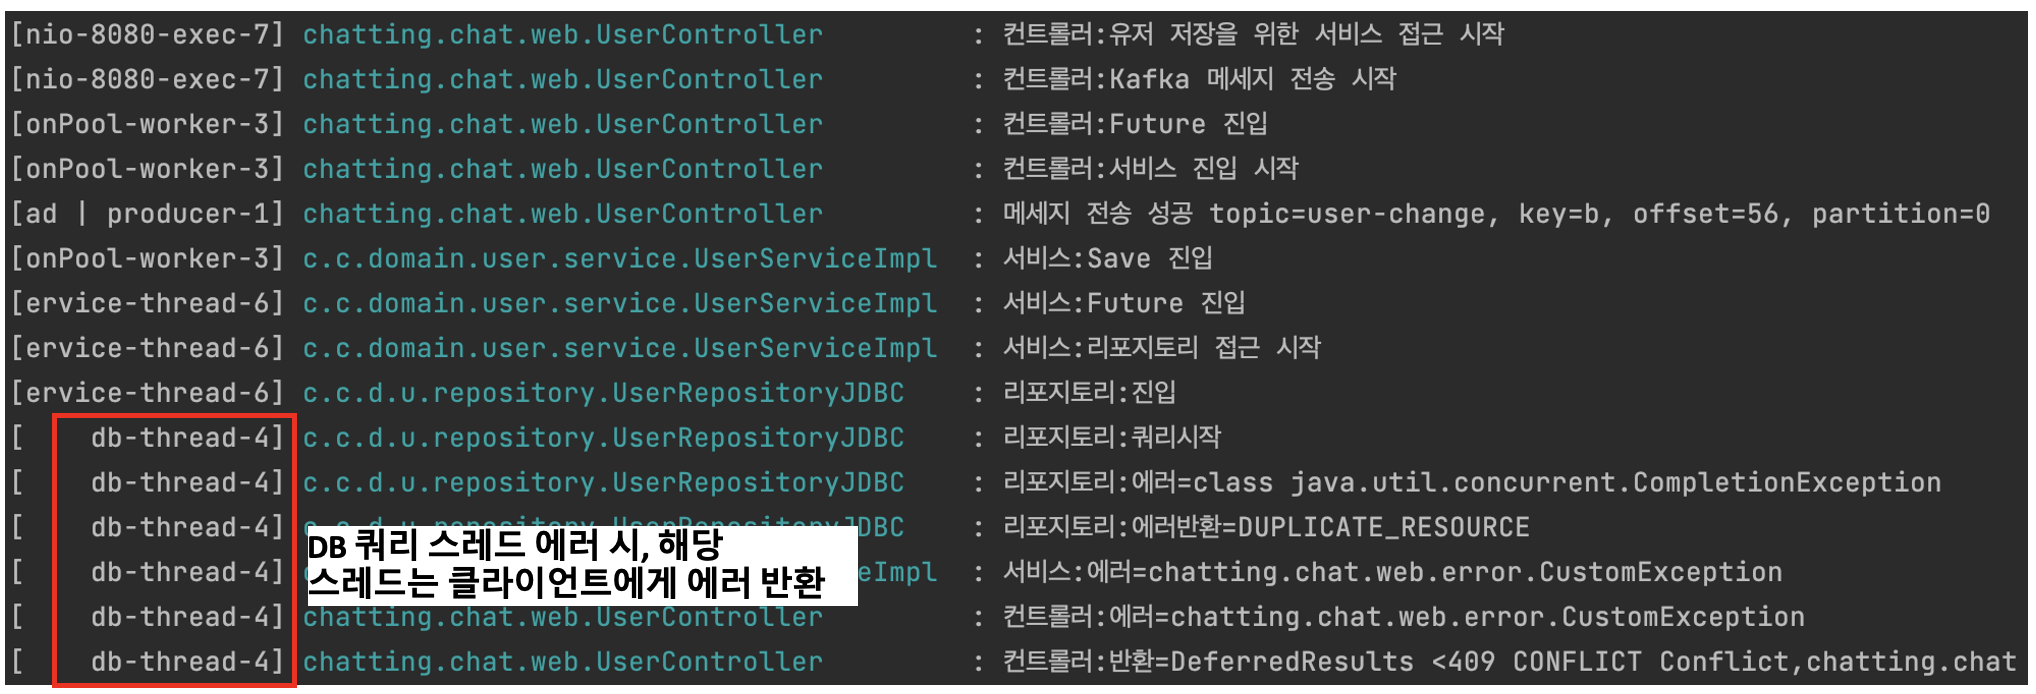 [nio-8080-exec-7] chatting.chat.web.UserController : 컨트롤러:유저 저장을 위한 서비스 접근 시작
[nio-8080-exec-7] chatting.chat.web.UserController : 컨트롤러:Kafka 메세지 전송 시작
[onPool-worker-3] chatting.chat.web.UserController : 컨트롤러:Future 진입
[onPool-worker-3] chatting.chat.web.UserController : 컨트롤러:서비스 진입 시작
[ad | producer-1] chatting.chat.web.UserController : 메세지 전송 성공 topic=user-change, key=b, offset=56, partition=0
[onPool-worker-3] c.c.domain.user.service.UserServiceImpl : 서비스:Save 진입
[ervice-thread-6] c.c.domain.user.service.UserServiceImpl : 서비스:Future 진입
[ervice-thread-6] c.c.domain.user.service.UserServiceImpl : 서비스:리포지토리 접근 시작
[ervice-thread-6] c.c.d.u.repository.UserRepositoryJDBC : 리포지토리:진입
[ db-thread-4] c.c.d.u.repository.UserRepositoryJDBC : 리포지토리:쿼리시작
[ db-thread-4] c.c.d.u.repository.UserRepositoryJDBC : 리포지토리:에러=class java.util.concurrent.CompletionException
[ db-thread-4] c.c.d.u.repository.UserRepositoryJDBC : 리포지토리:에러반환=DUPLICATE_RESOURCE
DB 쿼리 스레드 에러 시, 해당
스레드는 클라이언트에게 에러 반환
[ db-thread-4] eImpl : 서비스:에러=chatting.chat.web.error.CustomException
[ db-thread-4] chatting.chat.web.UserController : 컨트롤러:에러=chatting.chat.web.error.CustomException
[ db-thread-4] chatting.chat.web.UserController : 컨트롤러:반환=DeferredResults <409 CONFLICT Conflict,chatting.chat